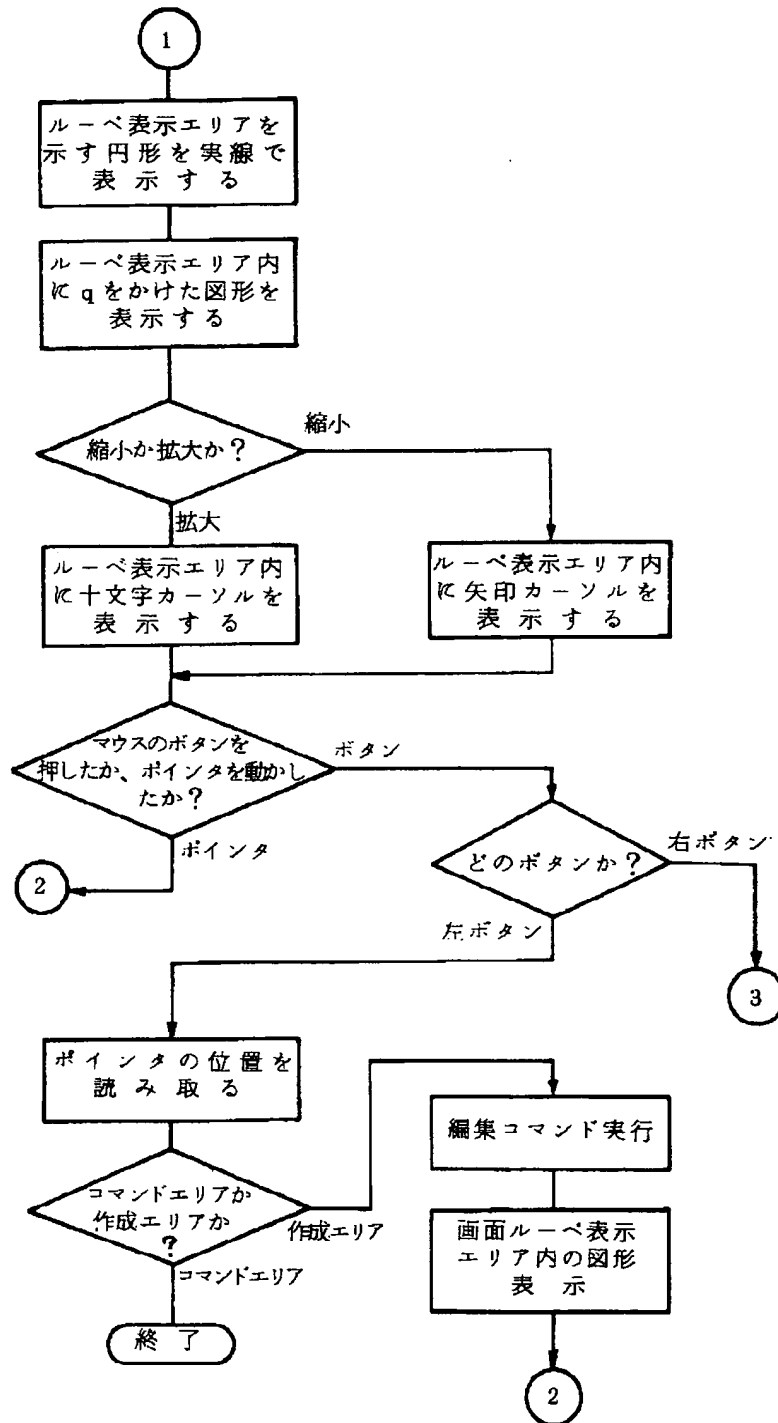 1
ルーペ表示エリアを
示す円形を実線で
表示する
ルーペ表示エリア内
にqをかけた図形を
表示する
縮小か拡大か?
縮小
拡大
ルーペ表示エリア内
に十文字カーソルを
表示する
ルーペ表示エリア内
に矢印カーソルを
表示する
マウスのボタンを
押したか、ポインタを動かし
たか?
ボタン
ポインタ
2
どのボタンか?
右ボタン
左ボタン
3
ポインタの位置を
読み取る
コマンドエリアか
作成エリアか
?
作成エリア
コマンドエリア
終了
編集コマンド実行
画面ルーペ表示
エリア内の図形
表示
2